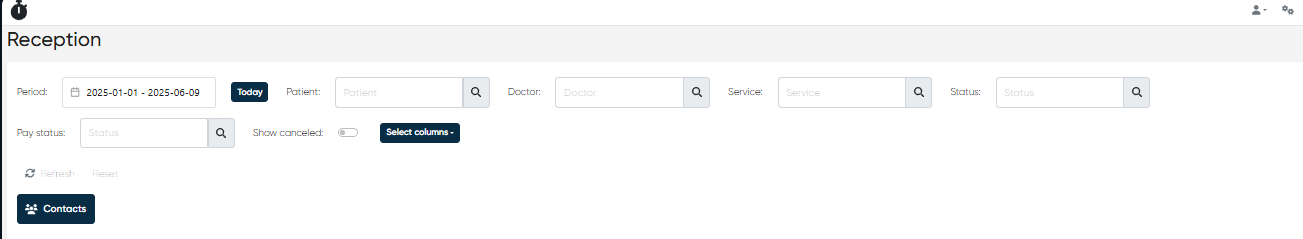 Reception
Period: 2025-01-01 - 2025-06-09 Today Patient: Patient Doctor: Doctor Service: Service Status: Status
Pay status: Status Show canceled: Select columns
Refresh Reset
Contacts